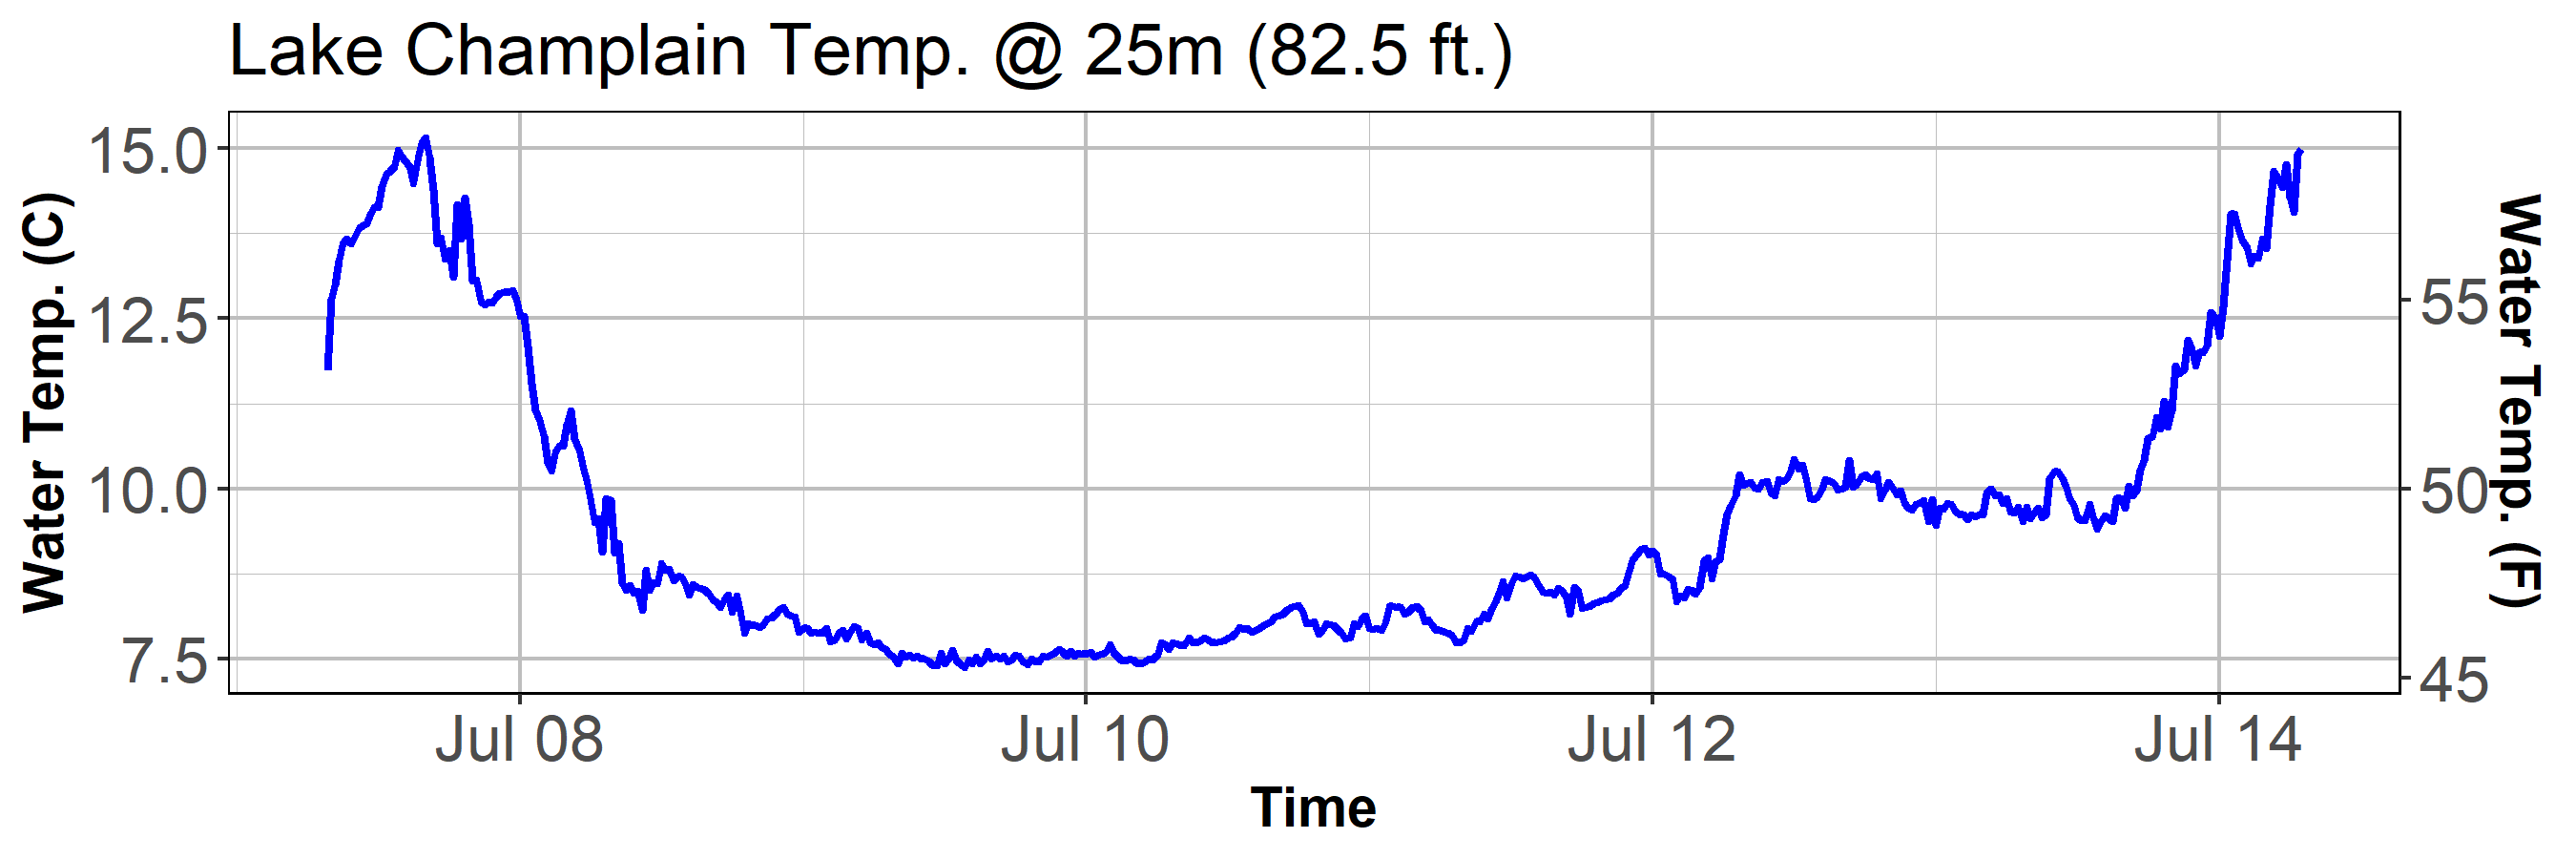 Lake Champlain Temp. @ 25m (82.5 ft.)
Water Temp. (C)
15.0
12.5
10.0
7.5
55
50
45
Water Temp. (F)
Jul 08
Jul 10
Jul 12
Jul 14
Time